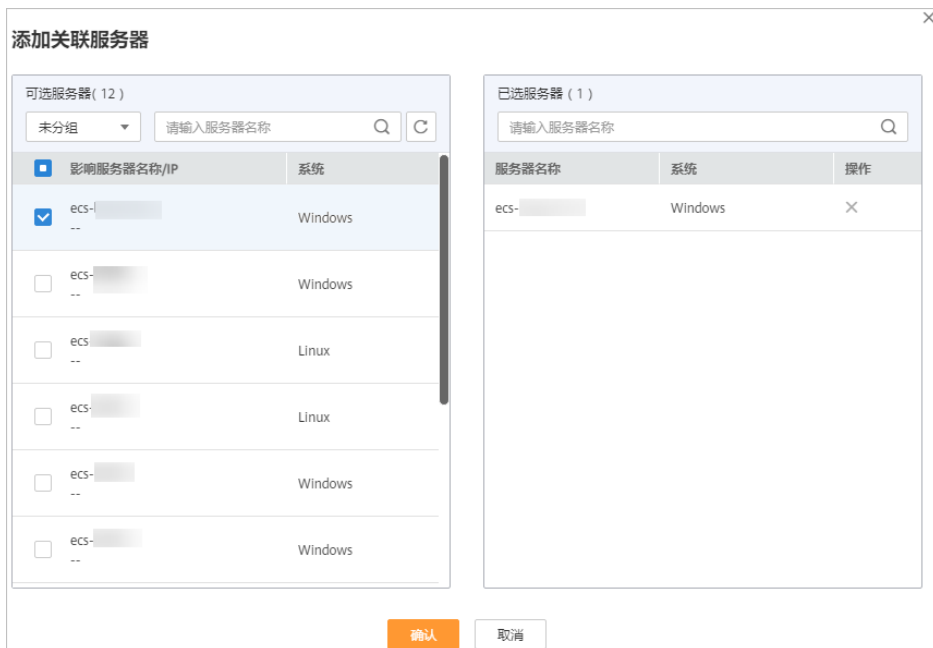 添加关联服务器
可选服务器( 12 )
未分组
请输入服务器名称
影响服务器名称/IP
系统
ecs-
--
Windows
ecs-
--
Windows
ecs
--
Linux
ecs-
--
Linux
ecs-
--
Windows
ecs-
--
Windows
已选服务器 ( 1 )
请输入服务器名称
服务器名称
系统
操作
ecs-
Windows
确认
取消